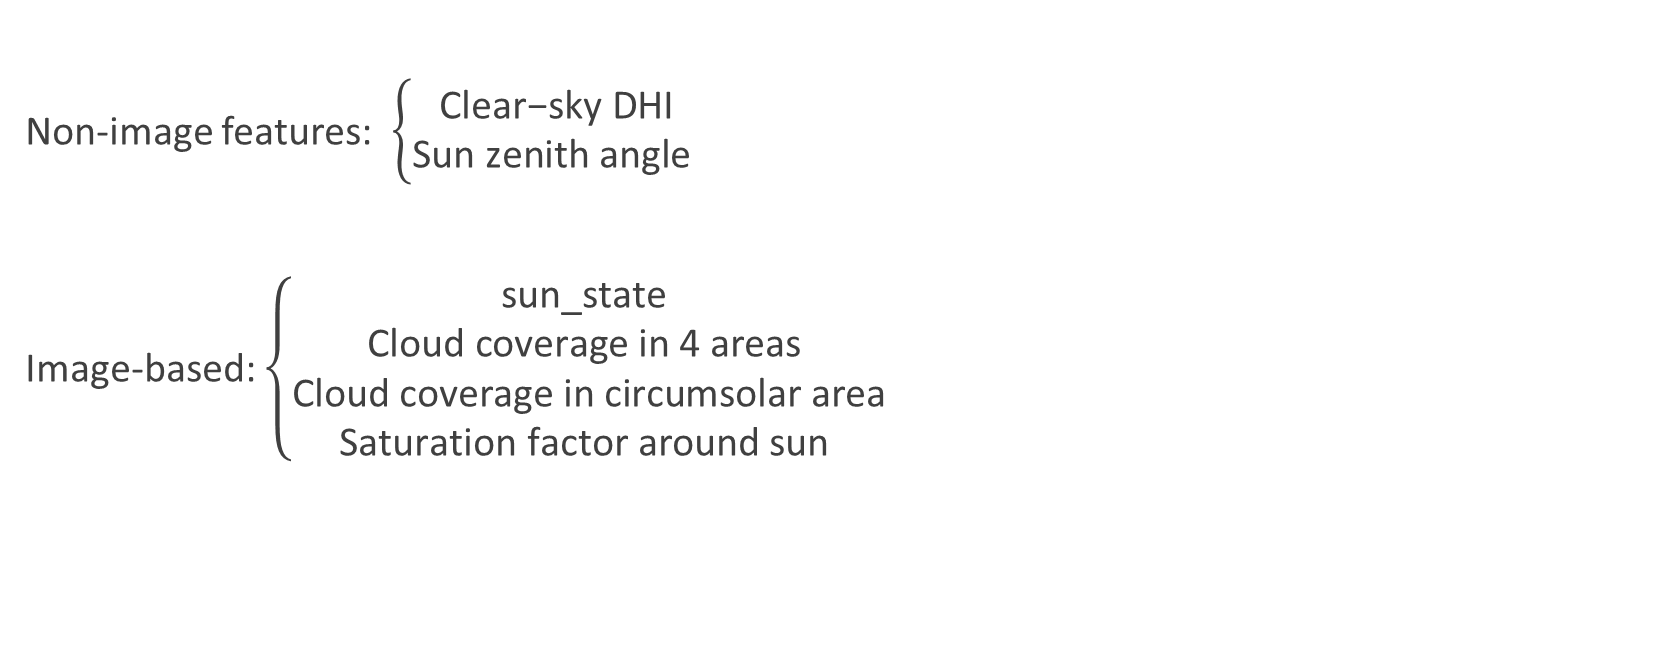 Non-image features:
Clear−sky DHI
Sun zenith angle
Image-based:
sun_state
Cloud coverage in 4 areas
Cloud coverage in circumsolar area
Saturation factor around sun